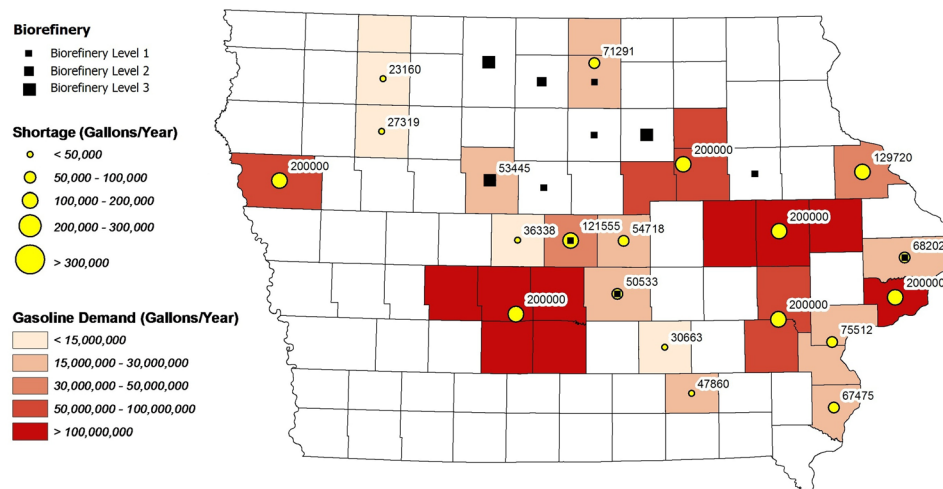 Biorefinery
Biorefinery Level 1
Biorefinery Level 2
Biorefinery Level 3
Shortage (Gallons/Year)
< 50,000
50,000 - 100,000
100,000 - 200,000
200,000 - 300,000
> 300,000
Gasoline Demand (Gallons/Year)
< 15,000,000
15,000,000 - 30,000,000
30,000,000 - 50,000,000
50,000,000 - 100,000,000
> 100,000,000
71291
23160
27319
200000
129720
200000
53445
200000
36338
121555
54718
68202
50533
200000
200000
200000
75512
30663
47860
67475